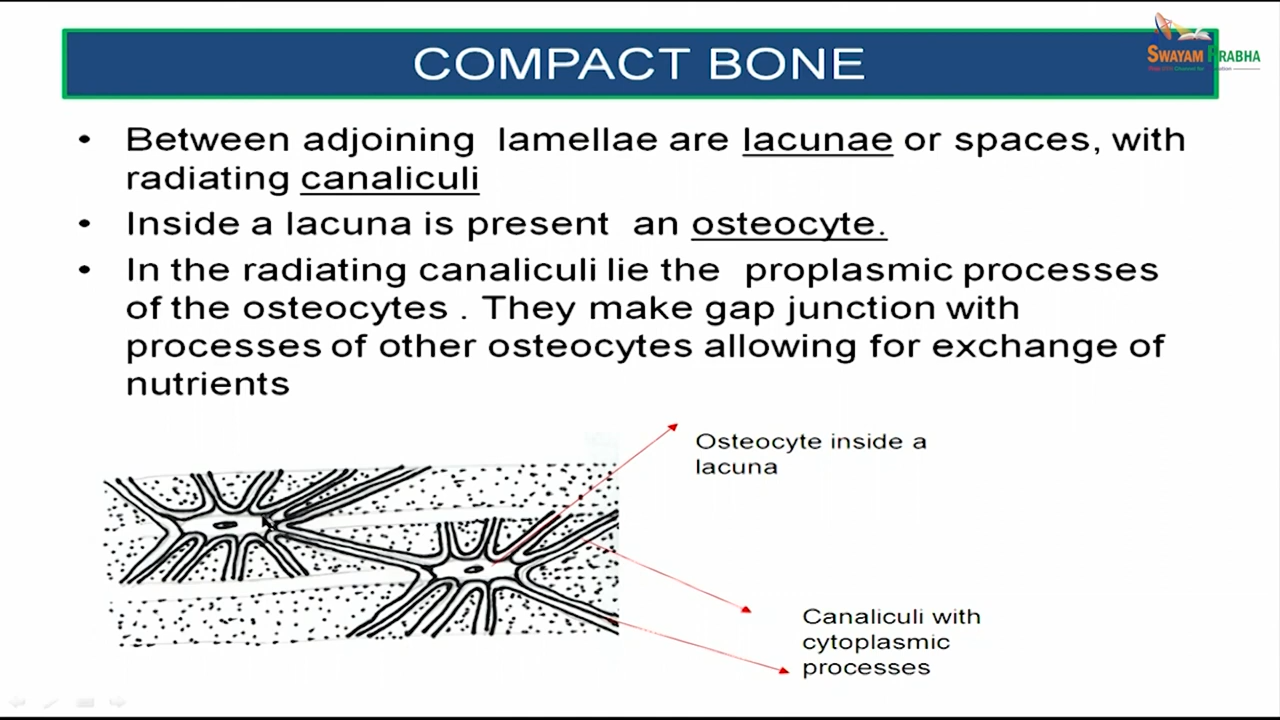 COMPACT BONE
SWAYAM PRABHA
• Between adjoining lamellae are lacunae or spaces, with
radiating canaliculi
• Inside a lacuna is present an osteocyte.
• In the radiating canaliculi lie the proplasmic processes
of the osteocytes . They make gap junction with
processes of other osteocytes allowing for exchange of
nutrients
Osteocyte inside a
lacuna
Canaliculi with
cytoplasmic
processes